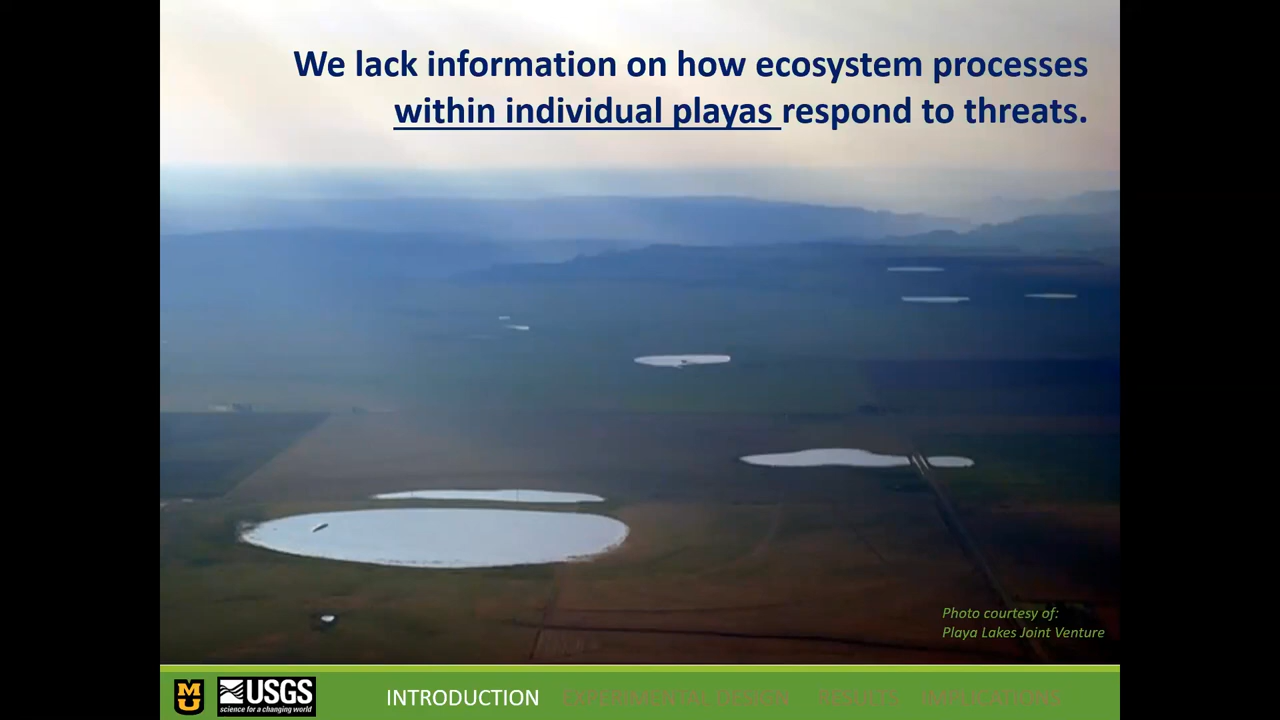 We lack information on how ecosystem processes
within individual playas respond to threats.
Photo courtesy of:
Playa Lakes Joint Venture
MU
USGS
science for a changing world
INTRODUCTION
EXPERIMENTAL DESIGN
RESULTS
IMPLICATIONS